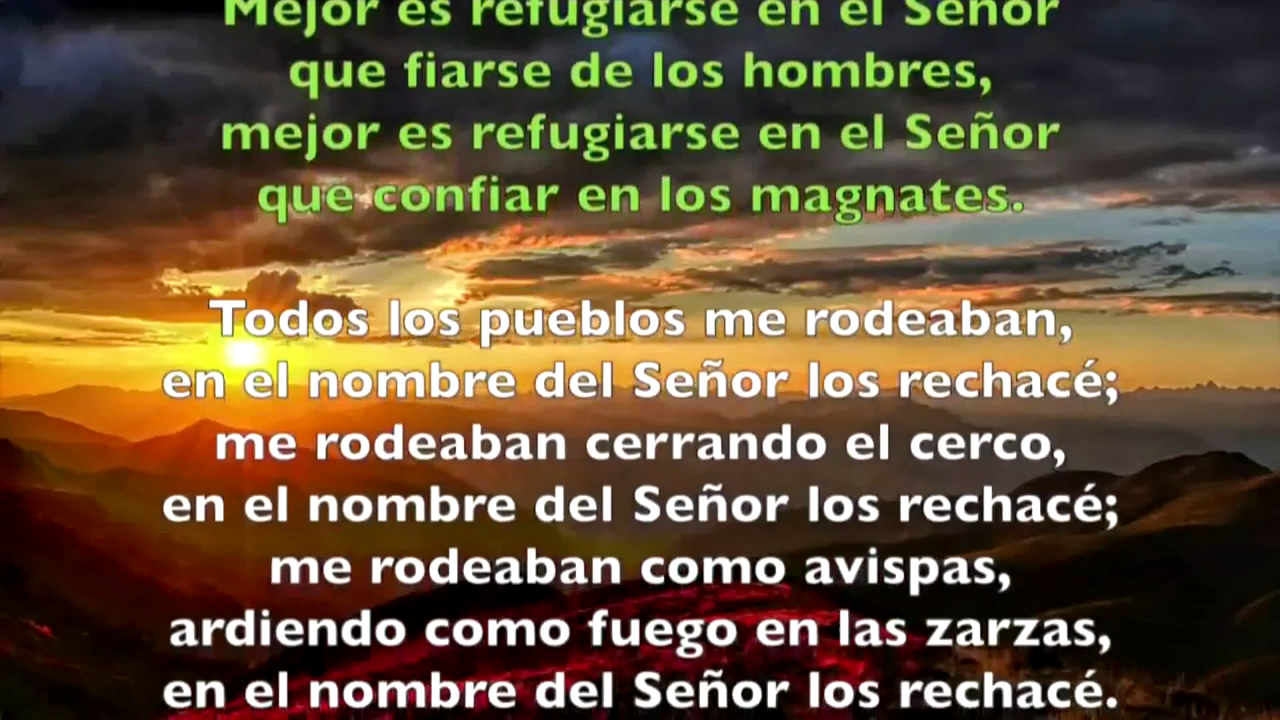 Mejor es refugiarse en el Señor
que fiarse de los hombres,
mejor es refugiarse en el Señor
que confiar en los magnates.
Todos los pueblos me rodeaban,
en el nombre del Señor los rechacé;
me rodeaban cerrando el cerco,
en el nombre del Señor los rechacé;
me rodeaban como avispas,
ardiendo como fuego en las zarzas,
en el nombre del Señor los rechacé.